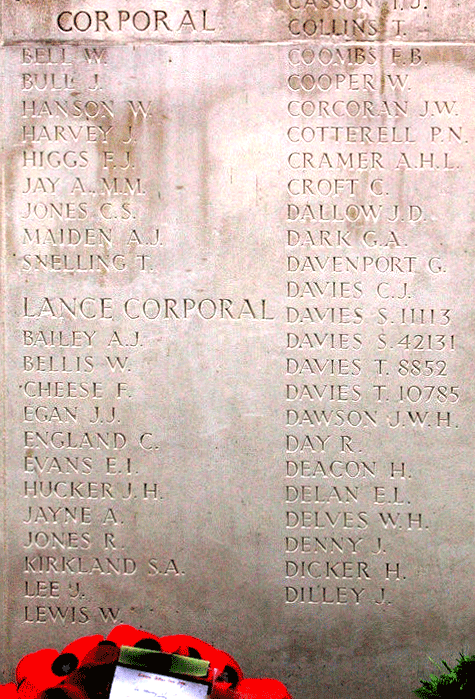 CORPORAL
BELL W.
BULL J.
HANSON W.
HARVEY J.
HIGGS F.J.
JAY A., M.M.
JONES C.S.
MAIDEN A.J.
SNELLING T.
LANCE CORPORAL
BAILEY A.J.
BELLIS W.
CHEESE F.
EGAN J.J.
ENGLAND C.
EVANS E.I.
HUCKER J.H.
JAYNE A.
JONES R.
KIRKLAND S.A.
LEE J.
LEWIS W.
CASSON T.J.
COLLINS T.
COOMBS F.B.
COOPER W.
CORCORAN J.W.
COTTERELL P.N.
CRAMER A.H.L.
CROFT C.
DALLOW J.D.
DARK G.A.
DAVENPORT G.
DAVIES C.J.
DAVIES S. 11113
DAVIES S. 42131
DAVIES T. 8852
DAVIES T. 10785
DAWSON J.W.H.
DAY R.
DEACON H.
DELAN E.L.
DELVES W.H.
DENNY J.
DICKER H.
DILLEY J.